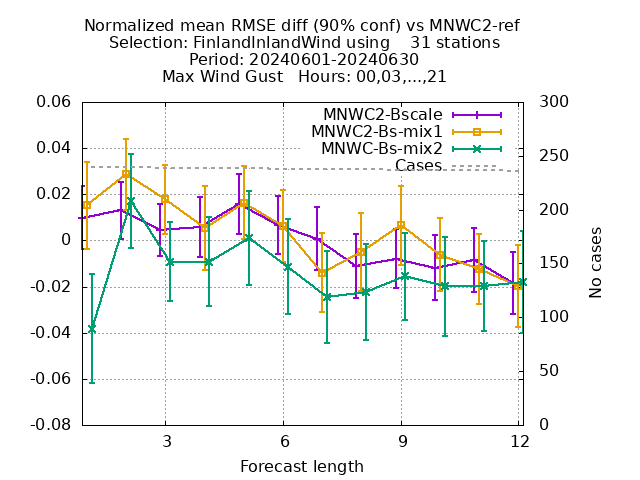 Normalized mean RMSE diff (90% conf) vs MNWC2-ref
Selection: FinlandInlandWind using 31 stations
Period: 20240601-20240630
Max Wind Gust Hours: 00,03,...,21
MNWC2-Bscale
MNWC2-Bs-mix1
MNWC-Bs-mix2
Cases
0.06
0.04
0.02
0
-0.02
-0.04
-0.06
-0.08
300
250
200
150
100
50
0
No cases
3
6
9
12
Forecast length